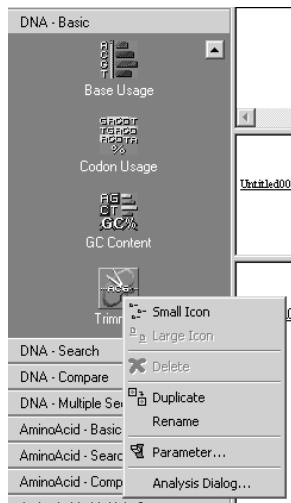 DNA - Basic
Base Usage
Codon Usage
GC Content
Trimm
Small Icon
Large Icon
Delete
Duplicate
Rename
Parameter...
Analysis Dialog...
DNA - Search
DNA - Compare
DNA - Multiple Se
AminoAcid - Basic
AminoAcid - Searc
AminoAcid - Comp
Untitled00